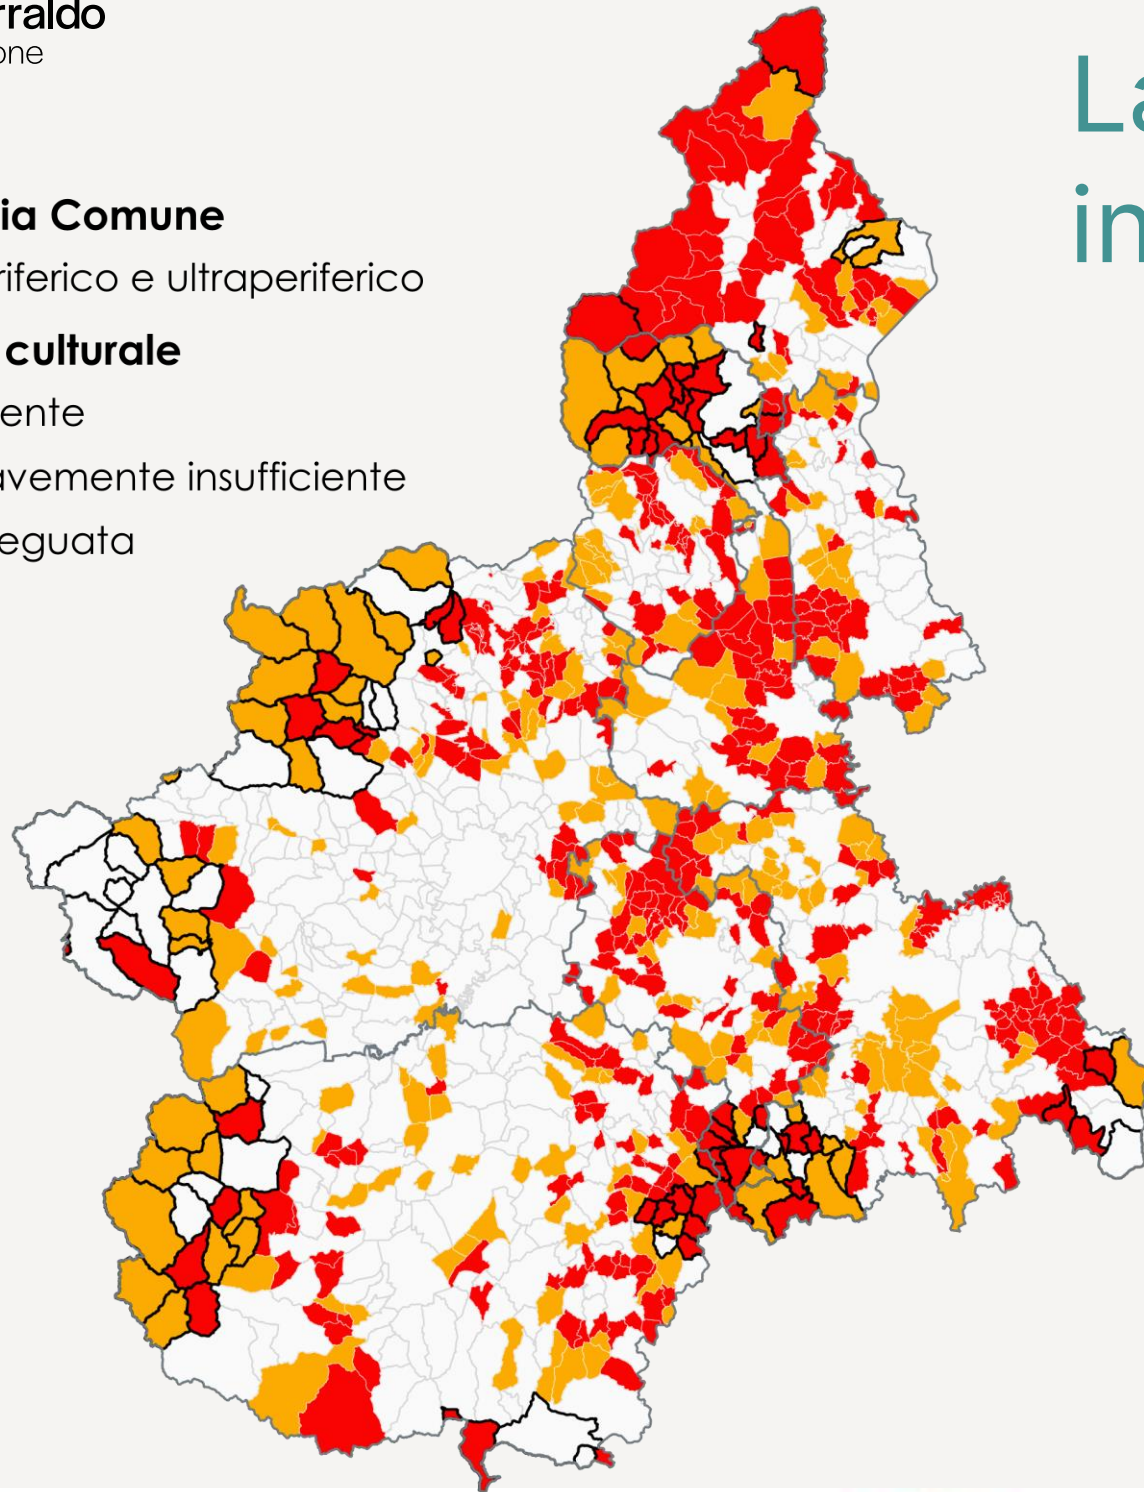 rraldo
one
ia Comune
riferico e ultraperiferico
culturale
ente
avemente insufficiente
eguata
La
in